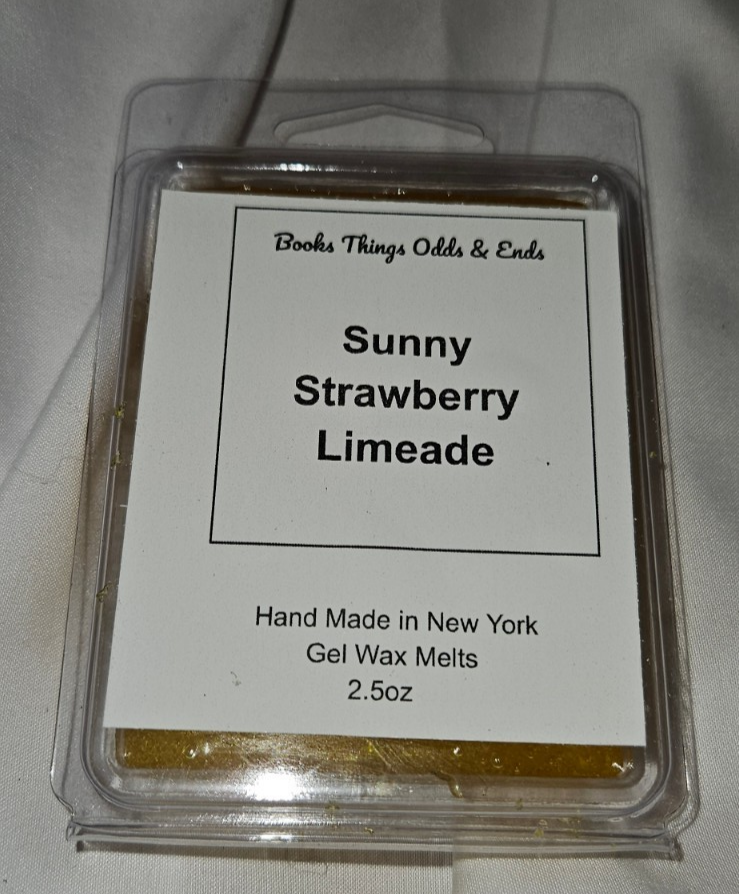 Books Things Odds & Ends
Sunny
Strawberry
Limeade
Hand Made in New York
Gel Wax Melts
2.5oz